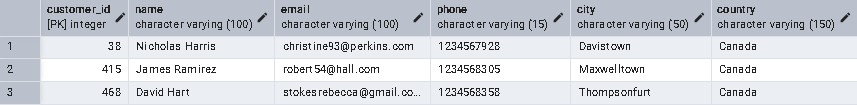 customer_id name email phone city country
[PK] integer character varying (100) character varying (100) character varying (15) character varying (50) character varying (150)
1 38 Nicholas Harris christine93@perkins.com 1234567928 Davistown Canada
2 415 James Ramirez robert54@hall.com 1234568305 Maxwelltown Canada
3 468 David Hart stokesrebecca@gmail.co... 1234568358 Thompsonfurt Canada